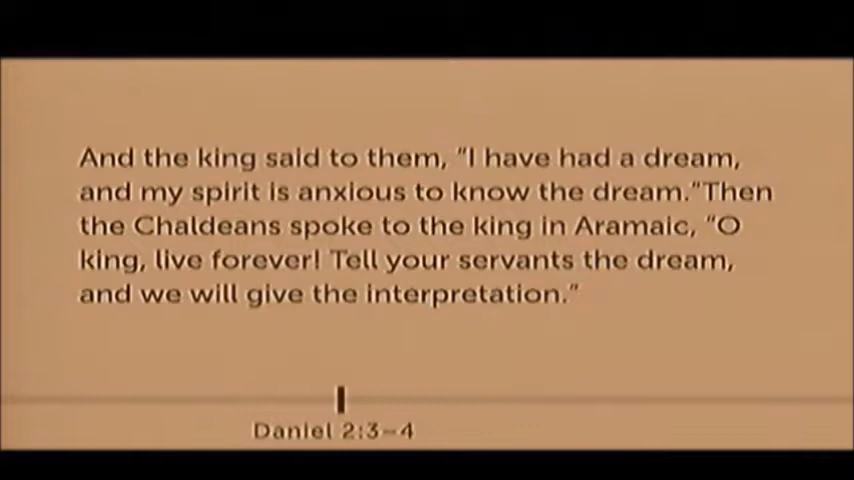 And the king said to them, “I have had a dream,
and my spirit is anxious to know the dream.”Then
the Chaldeans spoke to the king in Aramaic, “O
king, live forever! Tell your servants the dream,
and we will give the interpretation.”
Daniel 2:3–4